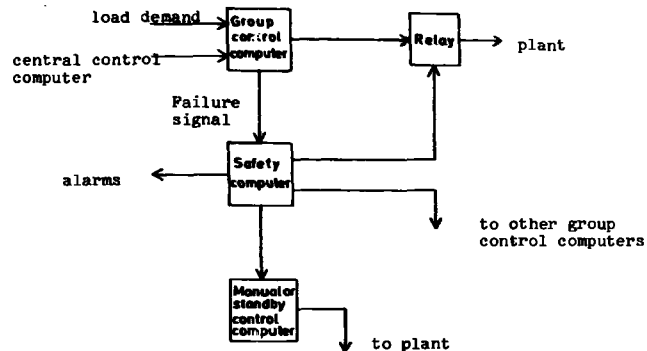 load demand
Group
control
computer
Relay
plant
central control
computer
Failure
signal
Safety
computer
alarms
to other group
control computers
Manual or
standby
control
computer
to plant